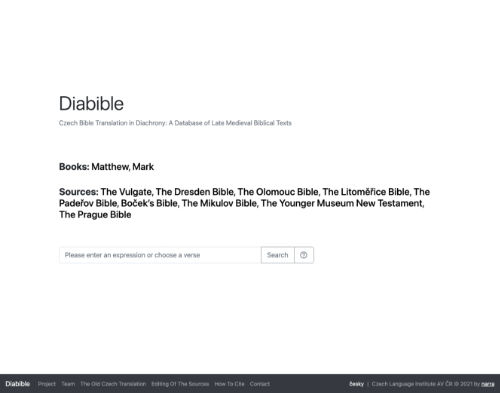 Diabible
Czech Bible Translation in Diachrony: A Database of Late Medieval Biblical Texts
Books: Matthew, Mark
Sources: The Vulgate, The Dresden Bible, The Olomouc Bible, The Litoměřice Bible, The
Padeřov Bible, Boček's Bible, The Mikulov Bible, The Younger Museum New Testament,
The Prague Bible
Please enter an expression or choose a verse Search ?
Diabible Project Team The Old Czech Translation Editing Of The Sources How To Cite Contact česky | Czech Language Institute AV ČR © 2021 by narra